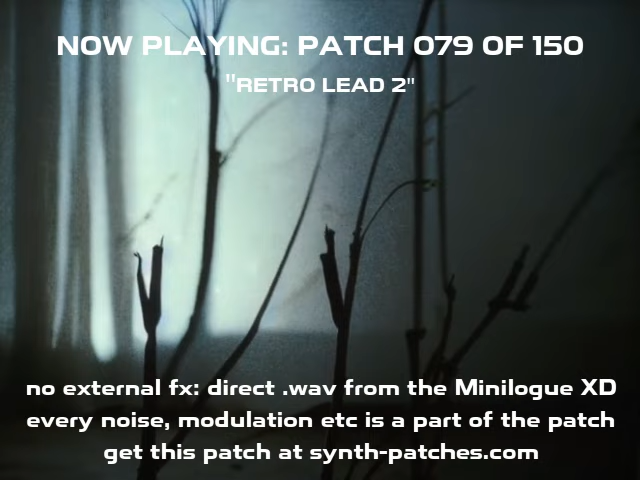 NOW PLAYING: PATCH 079 OF 150
"RETRO LEAD 2"
no external fx: direct .wav from the Minilogue XD
every noise, modulation etc is a part of the patch
get this patch at synth-patches.com